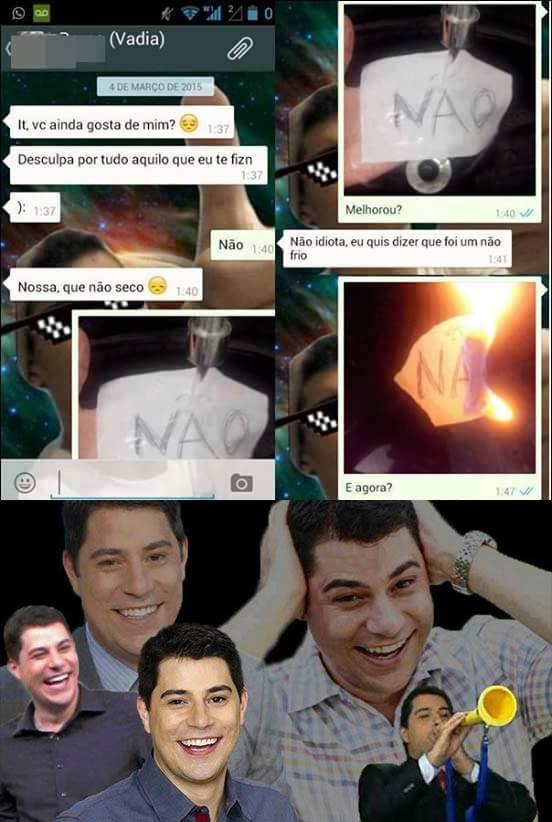 (Vadia)
4 DE MARÇO DE 2015
It, vc ainda gosta de mim?
1:37
Desculpa por tudo aquilo que eu te fizn
1:37
): 1:37
Não 1:40
Nossa, que não seco 1:40
NÃO
NÃO
Melhorou?
1:40
Não idiota, eu quis dizer que foi um não
frio
1:41
NÃ
E agora?
1:47